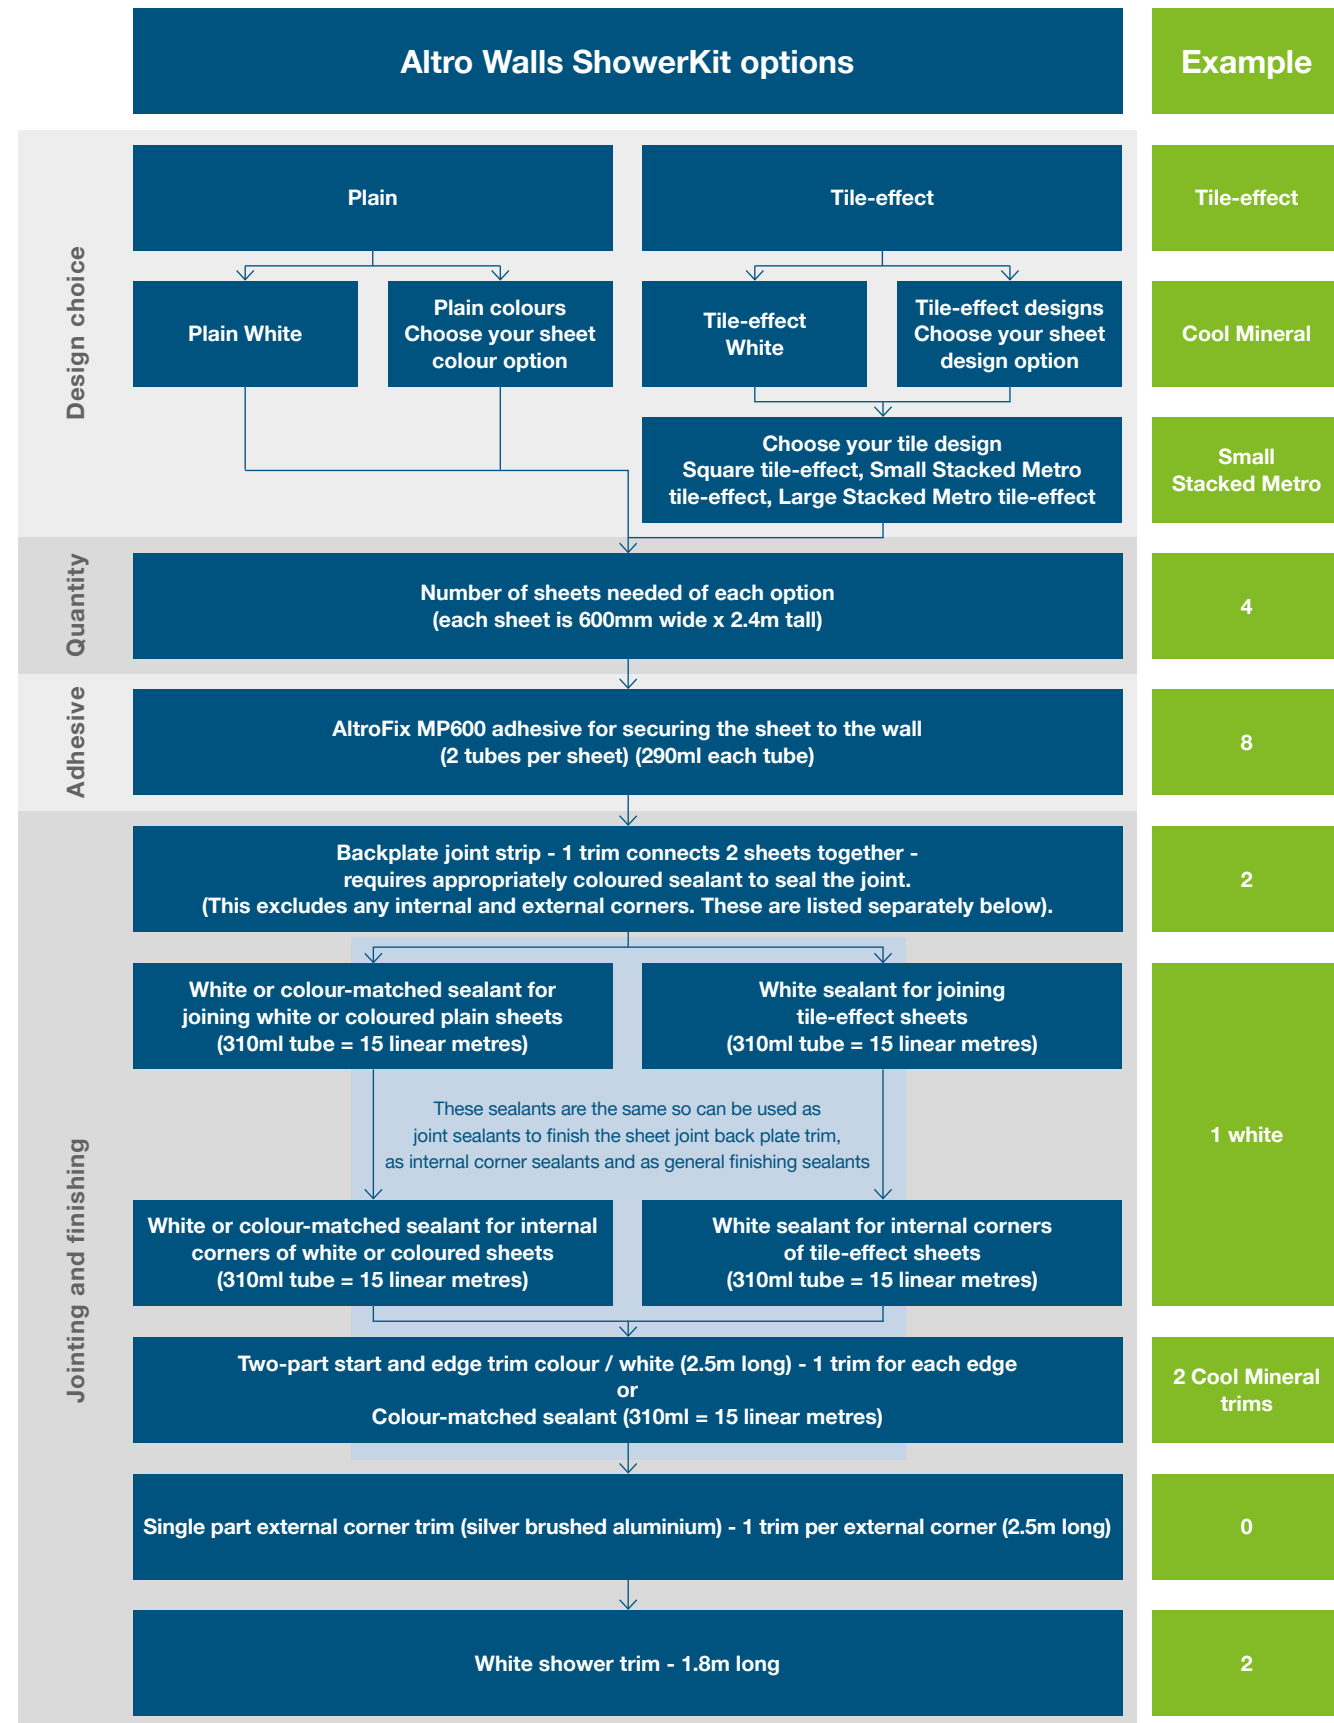 Altro Walls ShowerKit options
Example
Design choice
Plain
Tile-effect
Tile-effect
Plain White
Plain colours
Choose your sheet
colour option
Tile-effect
White
Tile-effect designs
Choose your sheet
design option
Cool Mineral
Choose your tile design
Square tile-effect, Small Stacked Metro
tile-effect, Large Stacked Metro tile-effect
Small
Stacked Metro
Quantity
Number of sheets needed of each option
(each sheet is 600mm wide x 2.4m tall)
4
Adhesive
AltroFix MP600 adhesive for securing the sheet to the wall
(2 tubes per sheet) (290ml each tube)
8
Jointing and finishing
Backplate joint strip - 1 trim connects 2 sheets together -
requires appropriately coloured sealant to seal the joint.
(This excludes any internal and external corners. These are listed separately below).
2
White or colour-matched sealant for
joining white or coloured plain sheets
(310ml tube = 15 linear metres)
White sealant for joining
tile-effect sheets
(310ml tube = 15 linear metres)
These sealants are the same so can be used as
joint sealants to finish the sheet joint back plate trim,
as internal corner sealants and as general finishing sealants
1 white
White or colour-matched sealant for internal
corners of white or coloured sheets
(310ml tube = 15 linear metres)
White sealant for internal corners
of tile-effect sheets
(310ml tube = 15 linear metres)
Two-part start and edge trim colour / white (2.5m long) - 1 trim for each edge
or
Colour-matched sealant (310ml = 15 linear metres)
2 Cool Mineral
trims
Single part external corner trim (silver brushed aluminium) - 1 trim per external corner (2.5m long)
0
White shower trim - 1.8m long
2